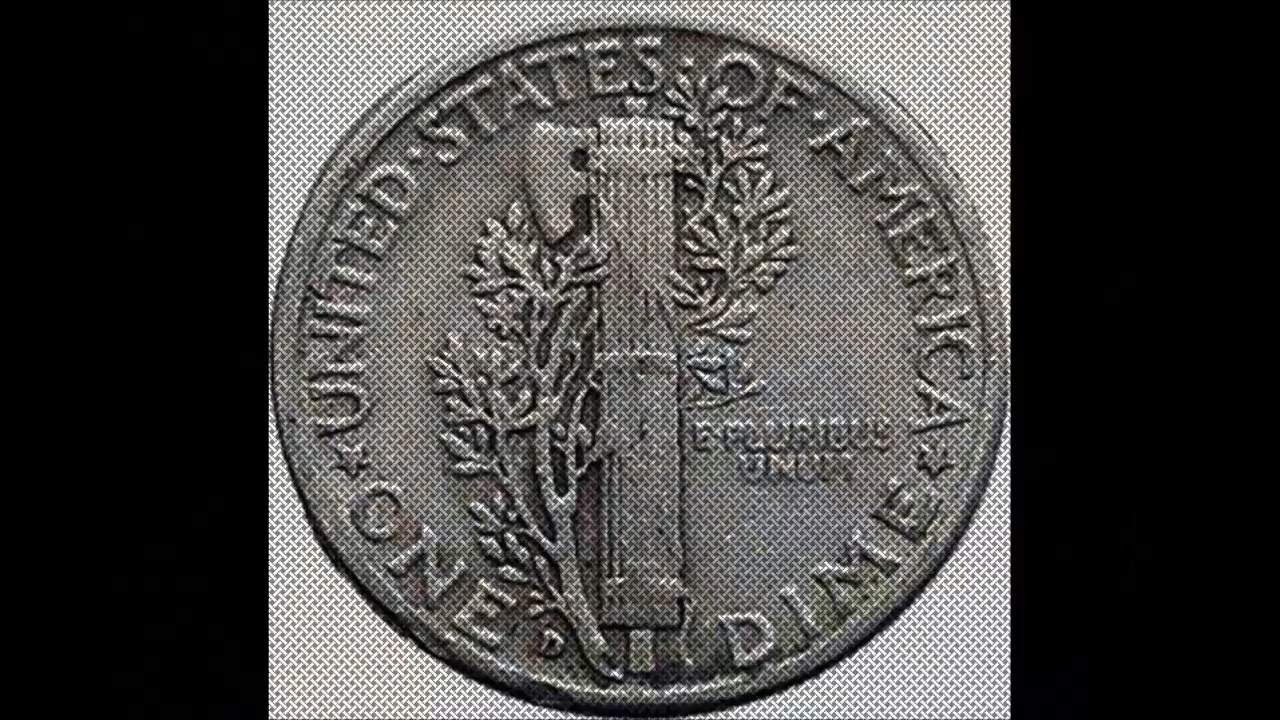 UNITED · STATES · OF · AMERICA
E PLURIBUS
UNUM
ONE DIME
D